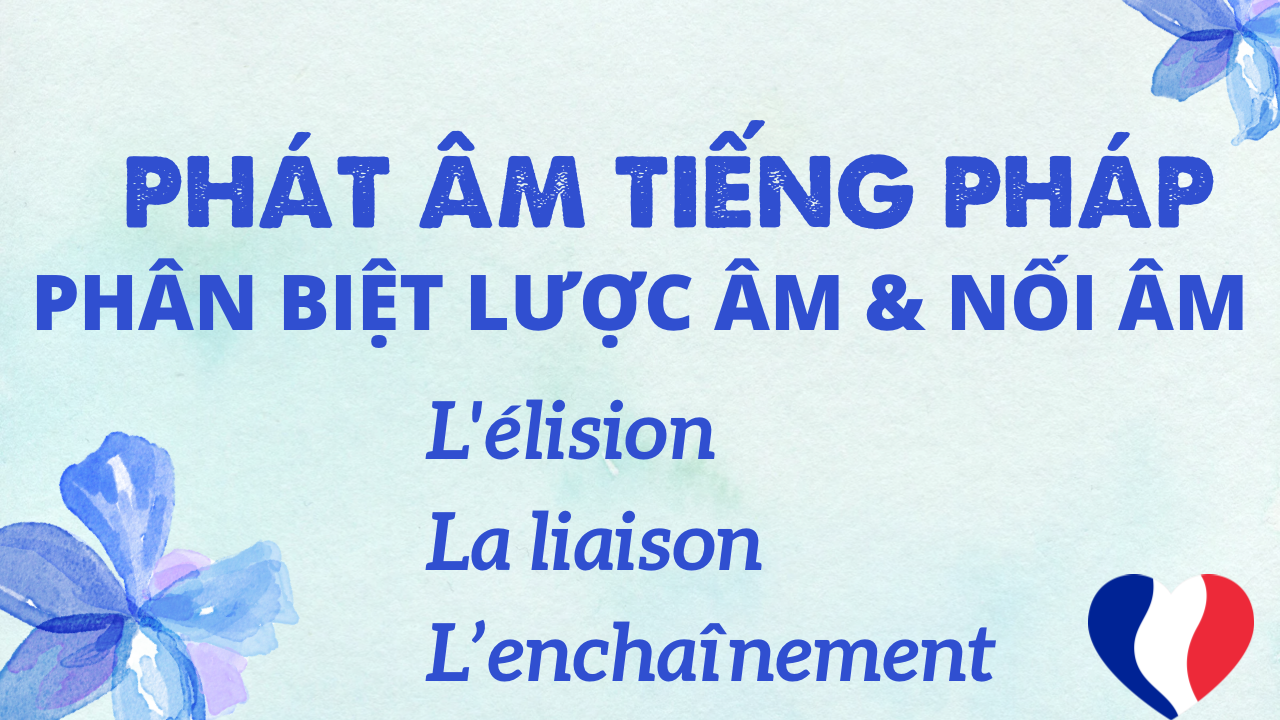 PHÁT ÂM TIẾNG PHÁP
PHÂN BIỆT LƯỢC ÂM & NỐI ÂM
L'élision
La liaison
L’enchaînement